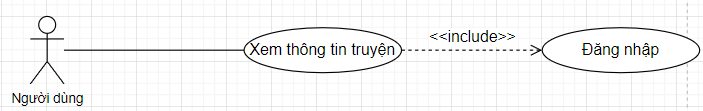 <<include>>
Xem thông tin truyện
Đăng nhập
Người dùng